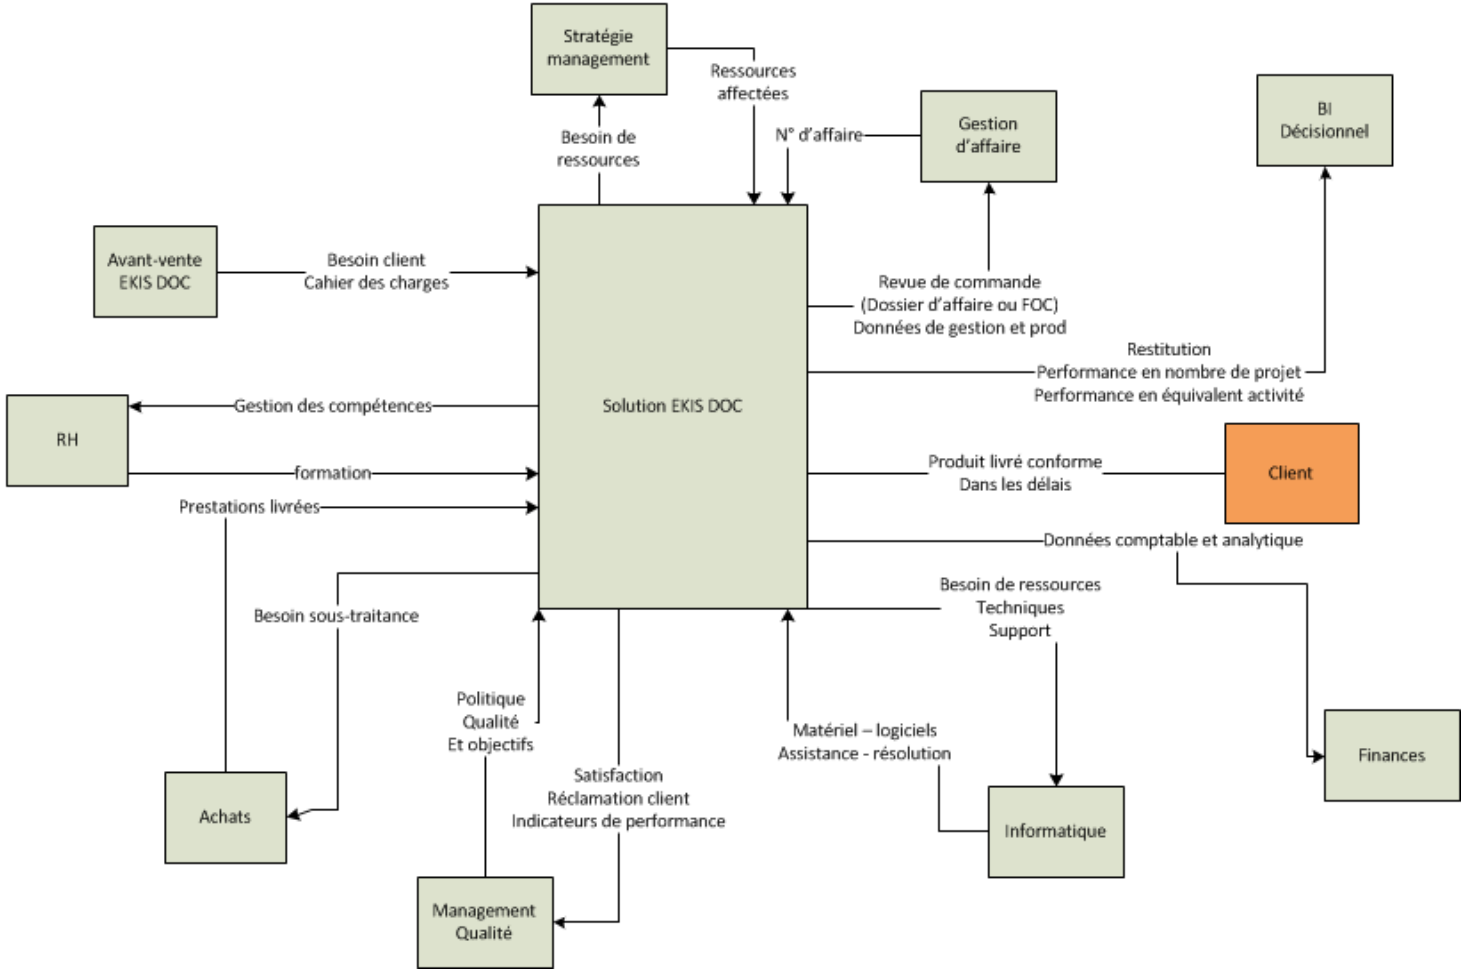 Stratégie
management
Ressources
affectées
Besoin de
ressources
N° d'affaire
Gestion
d'affaire
BI
Décisionnel
Avant-vente
EKIS DOC
Besoin client
Cahier des charges
Revue de commande
(Dossier d'affaire ou FOC)
Données de gestion et prod
Restitution
Performance en nombre de projet
Performance en équivalent activité
Solution EKIS DOC
RH
Gestion des compétences
formation
Prestations livrées
Produit livré conforme
Dans les délais
Client
Données comptable et analytique
Besoin sous-traitance
Besoin de ressources
Techniques
Support
Politique
Qualité
Et objectifs
Matériel – logiciels
Assistance - résolution
Satisfaction
Réclamation client
Indicateurs de performance
Finances
Achats
Informatique
Management
Qualité